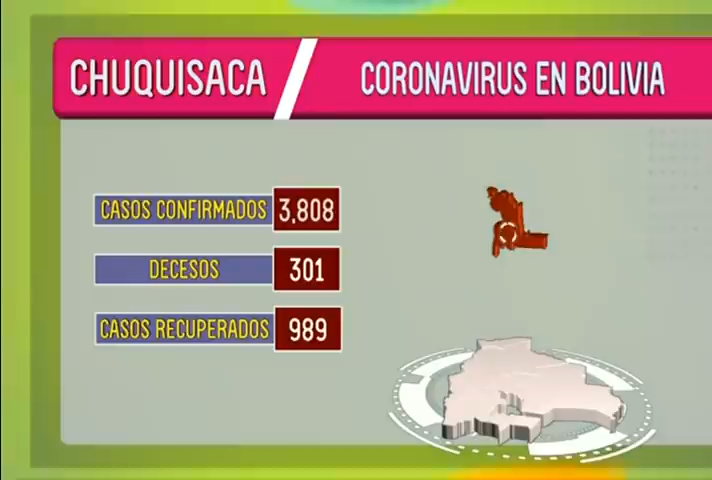 CHUQUISACA
CORONAVIRUS EN BOLIVIA
CASOS CONFIRMADOS 3,808
DECESOS 301
CASOS RECUPERADOS 989